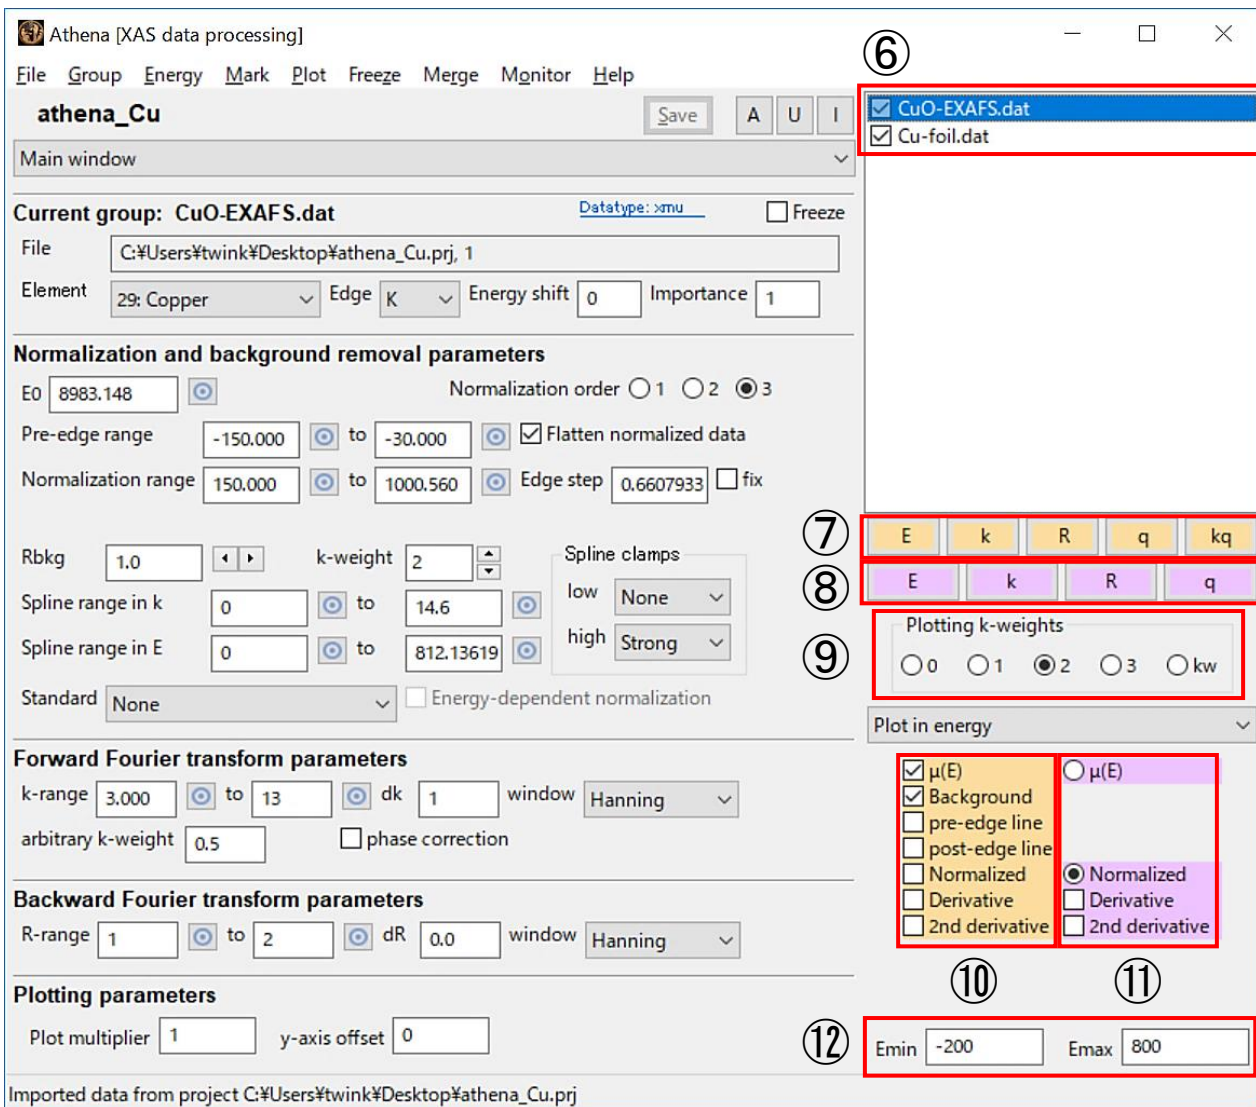 Athena [XAS data processing]
File Group Energy Mark Plot Freeze Merge Monitor Help
athena_Cu
Save A U I
Main window
Current group: CuO-EXAFS.dat
Datatype: xmu
Freeze
File C:¥Users¥twink¥Desktop¥athena_Cu.prj, 1
Element 29: Copper Edge K Energy shift 0 Importance 1
Normalization and background removal parameters
E0 8983.148 Normalization order 1 2 3
Pre-edge range -150.000 to -30.000 Flatten normalized data
Normalization range 150.000 to 1000.560 Edge step 0.6607933 fix
Rbkg 1.0 k-weight 2 Spline clamps
Spline range in k 0 to 14.6 low None
Spline range in E 0 to 812.13619 high Strong
Standard None Energy-dependent normalization
Forward Fourier transform parameters
k-range 3.000 to 13 dk 1 window Hanning
arbitrary k-weight 0.5 phase correction
Backward Fourier transform parameters
R-range 1 to 2 dR 0.0 window Hanning
Plotting parameters
Plot multiplier 1 y-axis offset 0
Imported data from project C:¥Users¥twink¥Desktop¥athena_Cu.prj
⑥
CuO-EXAFS.dat
Cu-foil.dat
⑦ E k R q kq
⑧ E k R q
⑨ Plotting k-weights
0 1 2 3 kw
Plot in energy
μ(E) μ(E)
Background
pre-edge line
post-edge line
Normalized Normalized
Derivative Derivative
2nd derivative 2nd derivative
⑩ ⑪
⑫ Emin -200 Emax 800